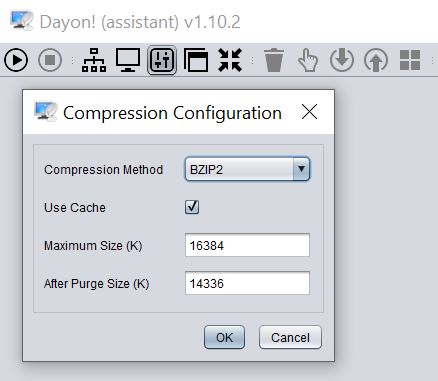 Dayon! (assistant) v1.10.2
Compression Configuration
Compression Method BZIP2
Use Cache
Maximum Size (K) 16384
After Purge Size (K) 14336
OK Cancel